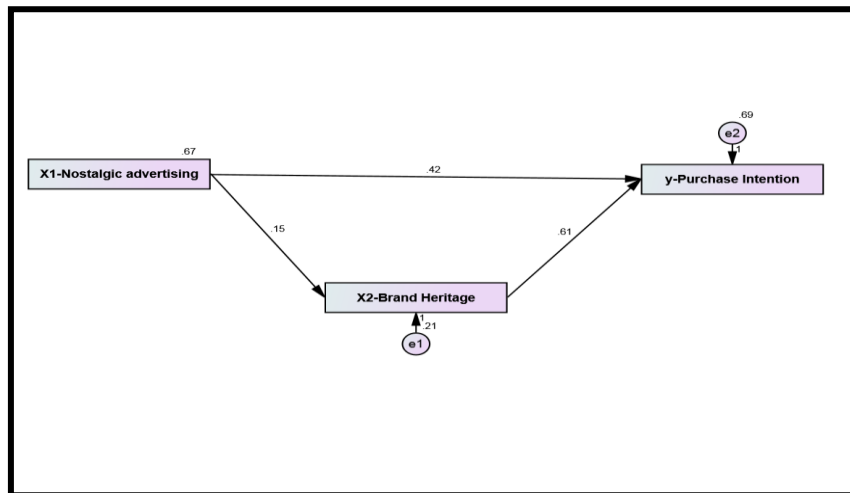 .69
e2
1
.67
X1-Nostalgic advertising
.42
y-Purchase Intention
.15
.61
X2-Brand Heritage
1
.21
e1